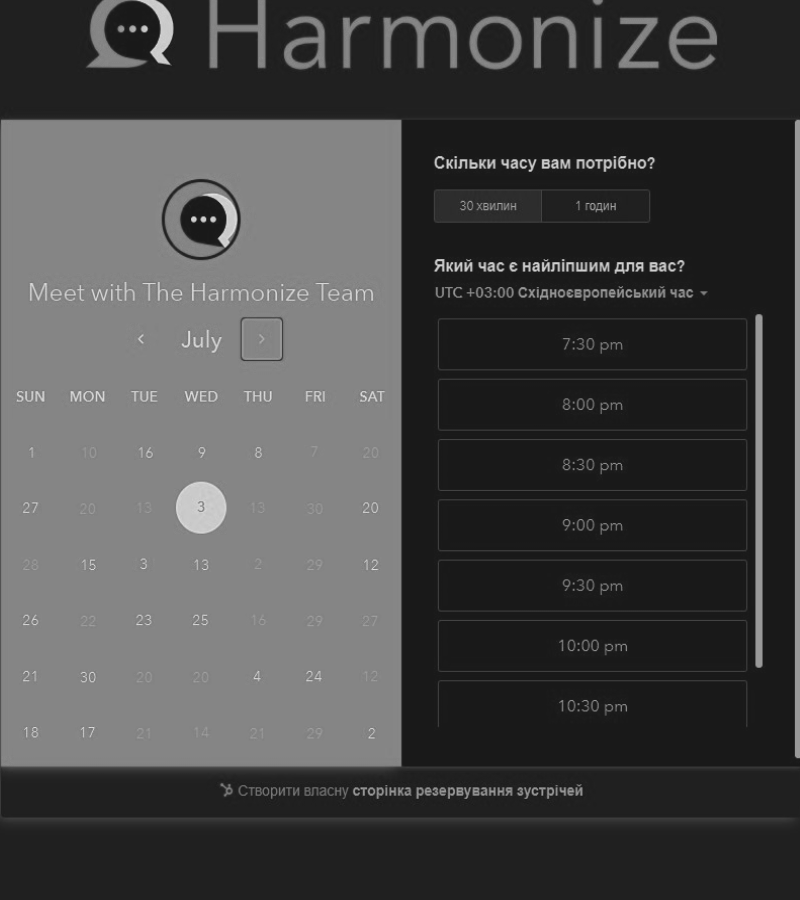 Harmonize
Meet with The Harmonize Team
July
SUN MON TUE WED THU FRI SAT
1 10 16 9 8 7 20
27 20 13 3 13 30 20
28 15 3 13 2 29 12
26 22 23 25 16 29 27
21 30 20 20 4 24 12
18 17 21 14 21 29 2
Скільки часу вам потрібно?
30 хвилин 1 годин
Який час є найліпшим для вас?
UTC +03:00 Східноєвропейський час
7:30 pm
8:00 pm
8:30 pm
9:00 pm
9:30 pm
10:00 pm
10:30 pm
Створити власну сторінка резервування зустрічей